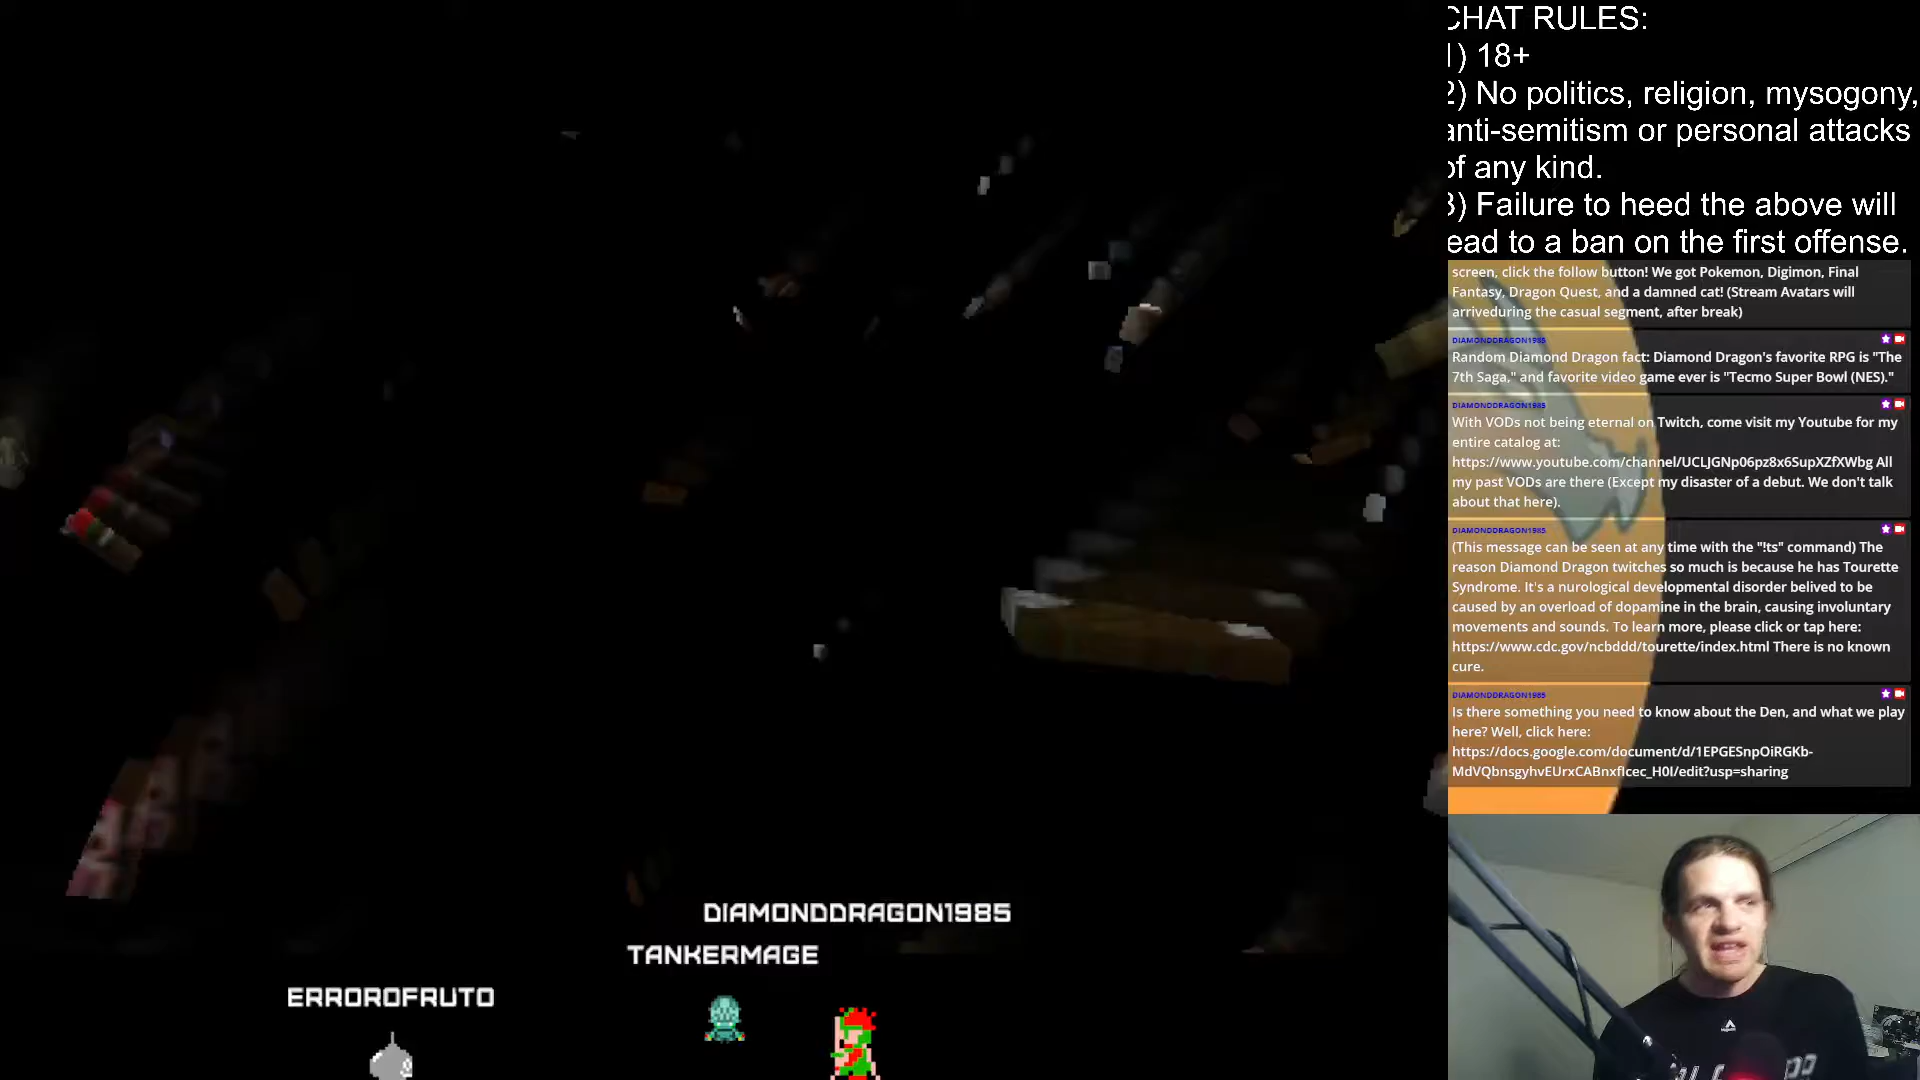 CHAT RULES:
1) 18+
2) No politics, religion, mysogony,
anti-semitism or personal attacks
of any kind.
3) Failure to heed the above will
ead to a ban on the first offense.
screen, click the follow button! We got Pokemon, Digimon, Final
Fantasy, Dragon Quest, and a damned cat! (Stream Avatars will
arriveduring the casual segment, after break)
DIAMONDDRAGON1985
Random Diamond Dragon fact: Diamond Dragon's favorite RPG is "The
7th Saga," and favorite video game ever is "Tecmo Super Bowl (NES)."
DIAMONDDRAGON1985
With VODs not being eternal on Twitch, come visit my Youtube for my
entire catalog at:
https://www.youtube.com/channel/UCLJGNp06pz8x6SupXZfXWbg All
my past VODs are there (Except my disaster of a debut. We don't talk
about that here).
DIAMONDDRAGON1985
(This message can be seen at any time with the "!ts" command) The
reason Diamond Dragon twitches so much is because he has Tourette
Syndrome. It's a nurological developmental disorder belived to be
caused by an overload of dopamine in the brain, causing involuntary
movements and sounds. To learn more, please click or tap here:
https://www.cdc.gov/ncbddd/tourette/index.html There is no known
cure.
DIAMONDDRAGON1985
Is there something you need to know about the Den, and what we play
here? Well, click here:
https://docs.google.com/document/d/1EPGESnpOiRGKb-
MdVQbnsgyhvEUrxCABnxfIcec_H0I/edit?usp=sharing
DIAMONDDRAGON1985
TANKERMAGE
ERROROFRUTO